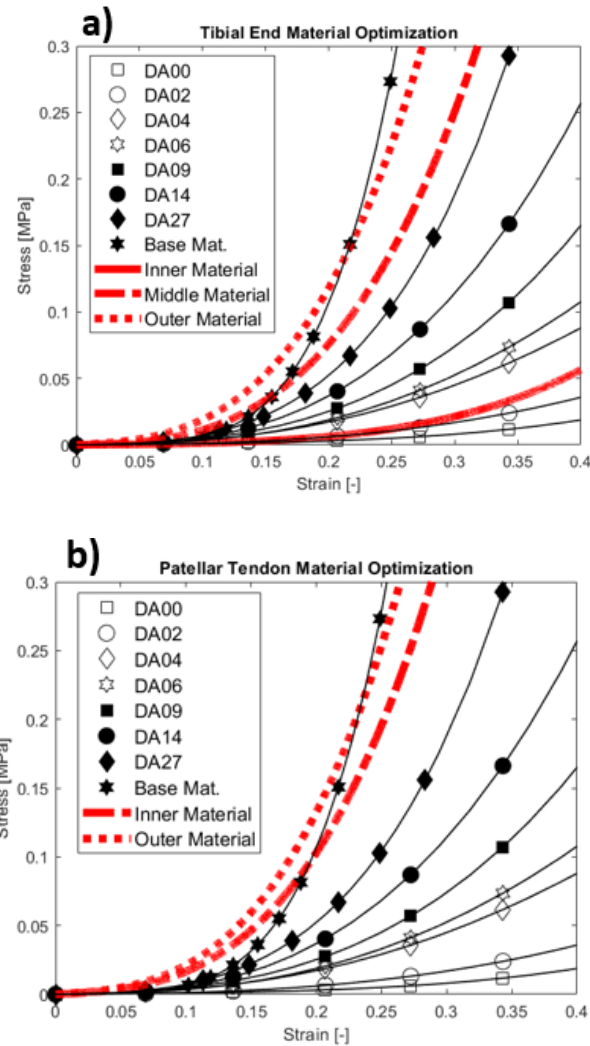 a)
Tibial End Material Optimization
0.3
0.25
0.2
0.15
0.1
0.05
0
Stress [MPa]
DA00
DA02
DA04
DA06
DA09
DA14
DA27
Base Mat.
Inner Material
Middle Material
Outer Material
0 0.05 0.1 0.15 0.2 0.25 0.3 0.35 0.4
Strain [-]
b)
Patellar Tendon Material Optimization
0.3
0.25
0.2
0.15
0.1
0.05
0
Stress [MPa]
DA00
DA02
DA04
DA06
DA09
DA14
DA27
Base Mat.
Inner Material
Outer Material
0 0.05 0.1 0.15 0.2 0.25 0.3 0.35 0.4
Strain [-]